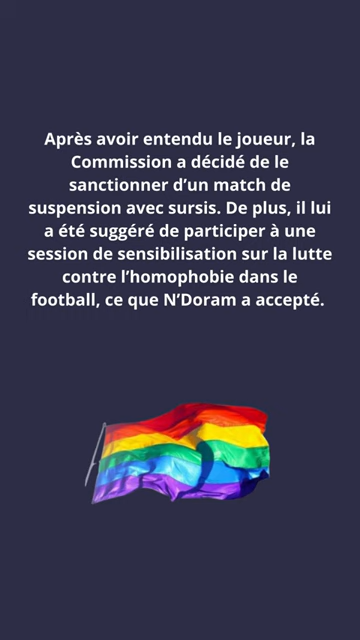 Après avoir entendu le joueur, la
Commission a décidé de le
sanctionner d’un match de
suspension avec sursis. De plus, il lui
a été suggéré de participer à une
session de sensibilisation sur la lutte
contre l’homophobie dans le
football, ce que N’Doram a accepté.